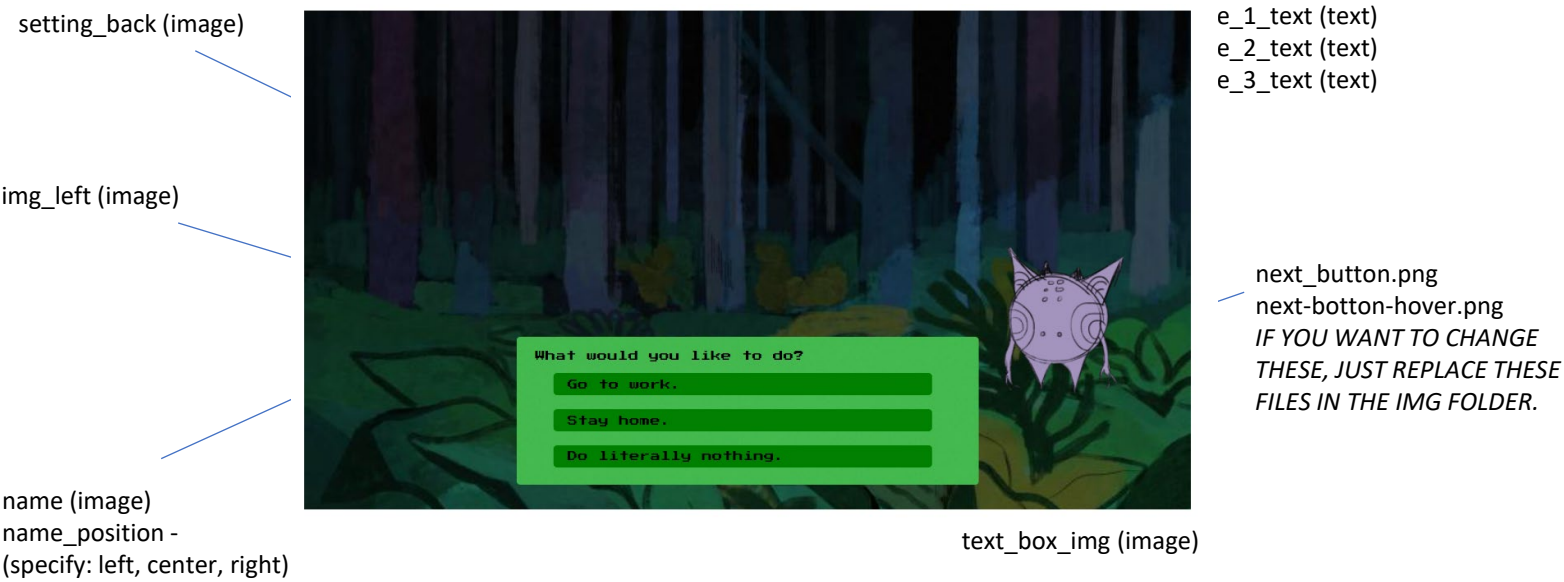 setting_back (image)
img_left (image)
name (image)
name_position -
(specify: left, center, right)
What would you like to do?
Go to work.
Stay home.
Do literally nothing.
text_box_img (image)
e_1_text (text)
e_2_text (text)
e_3_text (text)
next_button.png
next-botton-hover.png
IF YOU WANT TO CHANGE
THESE, JUST REPLACE THESE
FILES IN THE IMG FOLDER.